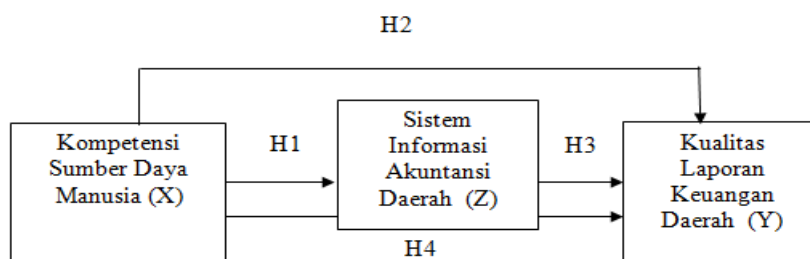 H2
Kompetensi
Sumber Daya
Manusia (X)
H1
Sistem
Informasi
Akuntansi
Daerah (Z)
H3
Kualitas
Laporan
Keuangan
Daerah (Y)
H4